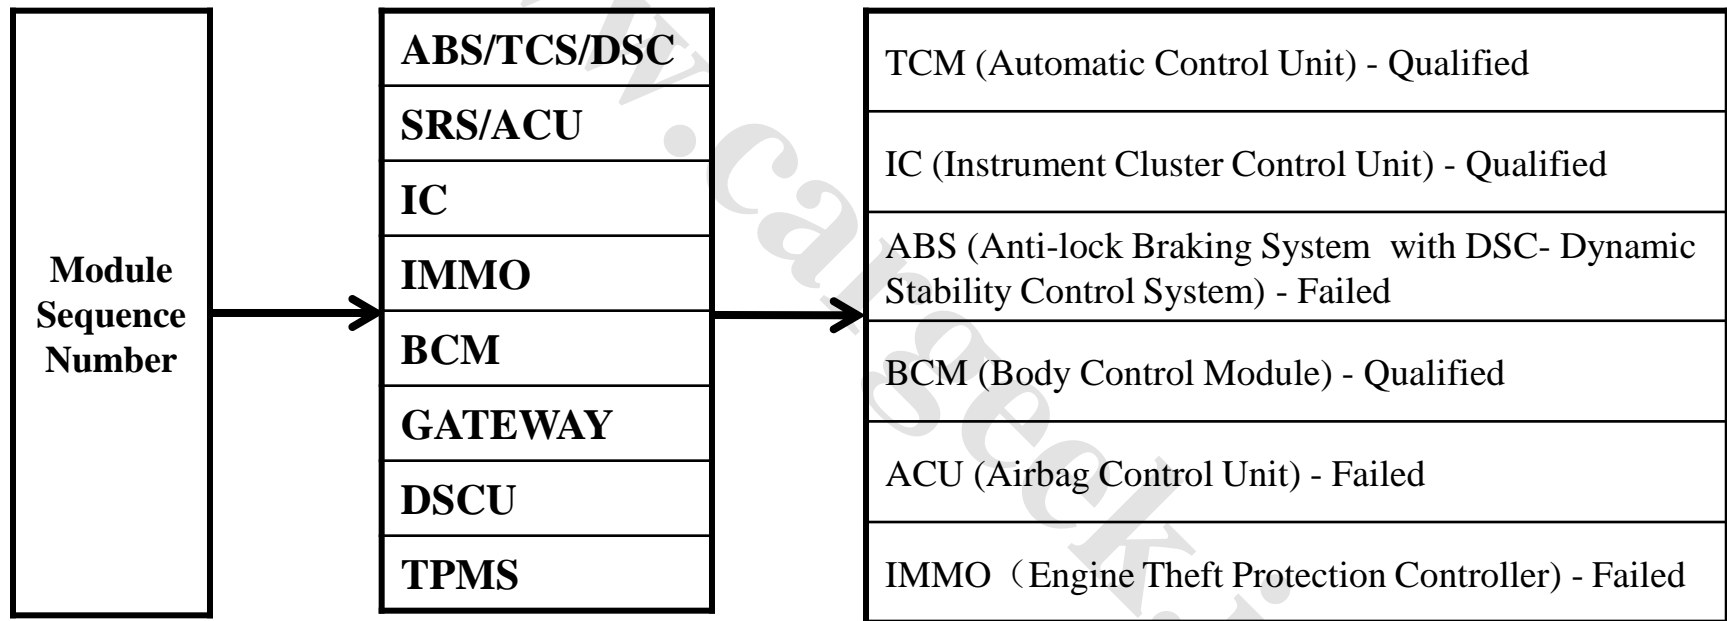 Module
Sequence
Number
ABS/TCS/DSC
SRS/ACU
IC
IMMO
BCM
GATEWAY
DSCU
TPMS
TCM (Automatic Control Unit) - Qualified
IC (Instrument Cluster Control Unit) - Qualified
ABS (Anti-lock Braking System  with DSC- Dynamic
Stability Control System) - Failed
BCM (Body Control Module) - Qualified
ACU (Airbag Control Unit) - Failed
IMMO（Engine Theft Protection Controller) - Failed
w.cargeek.i